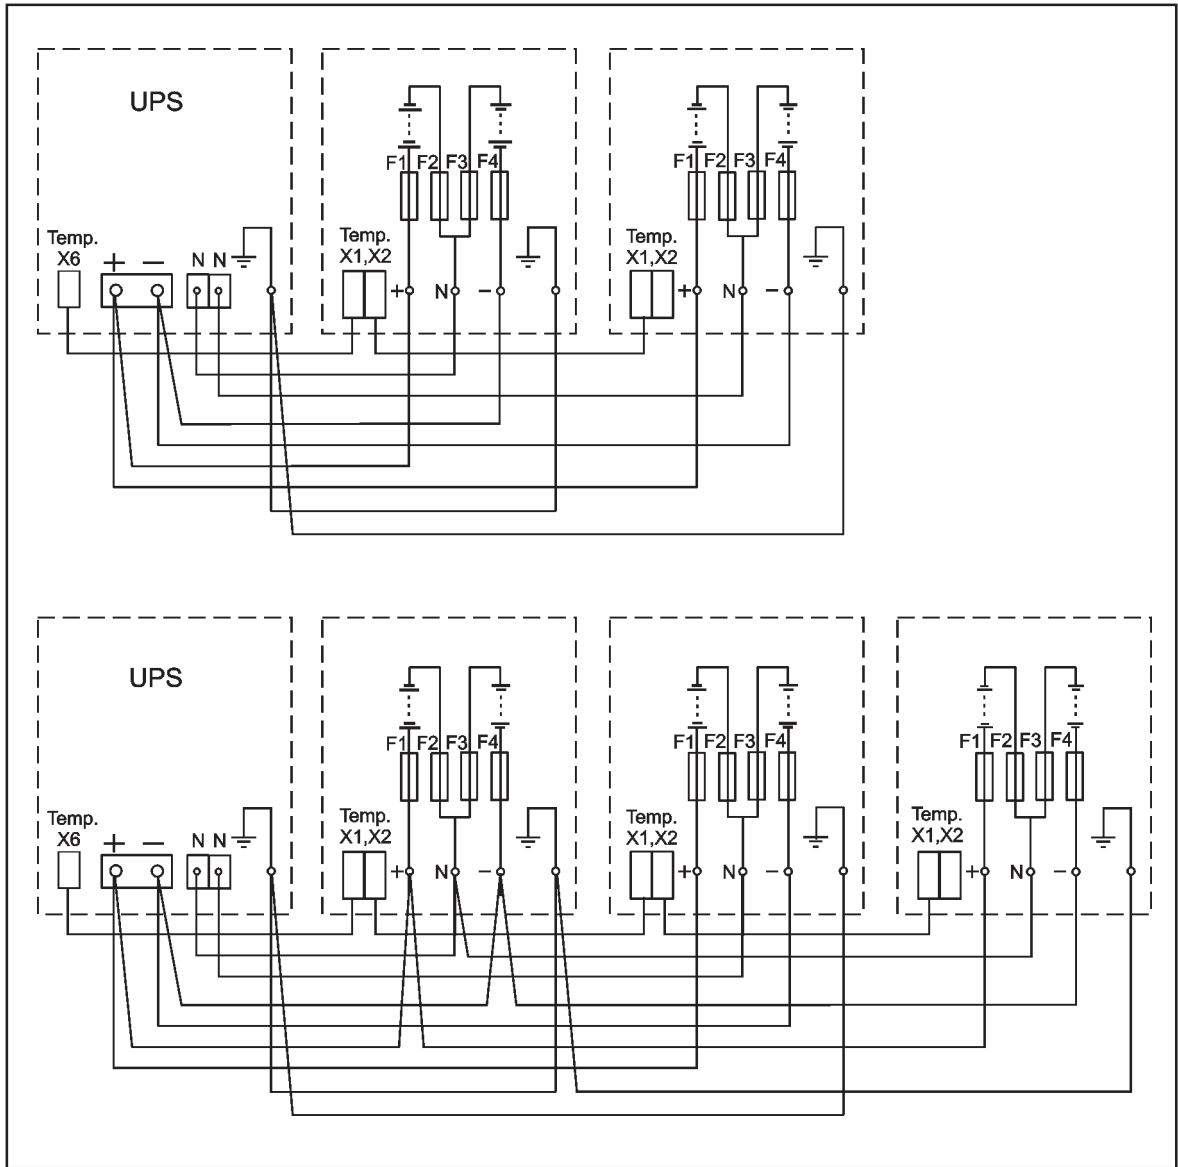 UPS
F1 F2 F3 F4
F1 F2 F3 F4
Temp.
X6
+ –
N N
Temp.
X1,X2
+ N –
Temp.
X1,X2
+ N –
UPS
F1 F2 F3 F4
F1 F2 F3 F4
F1 F2 F3 F4
Temp.
X6
+ –
N N
Temp.
X1,X2
+ N –
Temp.
X1,X2
+ N –
Temp.
X1,X2
+ N –